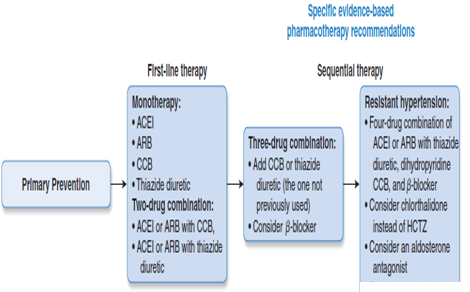 Specific evidence-based
pharmacotherapy recommendations
First-line therapy
Sequential therapy
Primary Prevention
Monotherapy:
• ACEI
• ARB
• CCB
• Thiazide diuretic
Two-drug combination:
• ACEI or ARB with CCB,
• ACEI or ARB with thiazide
diuretic
Three-drug combination:
• Add CCB or thiazide
diuretic (the one not
previously used)
• Consider β-blocker
Resistant hypertension:
• Four-drug combination of
ACEI or ARB with thiazide
diuretic, dihydropyridine
CCB, and β-blocker
• Consider chlorthalidone
instead of HCTZ
• Consider an aldosterone
antagonist